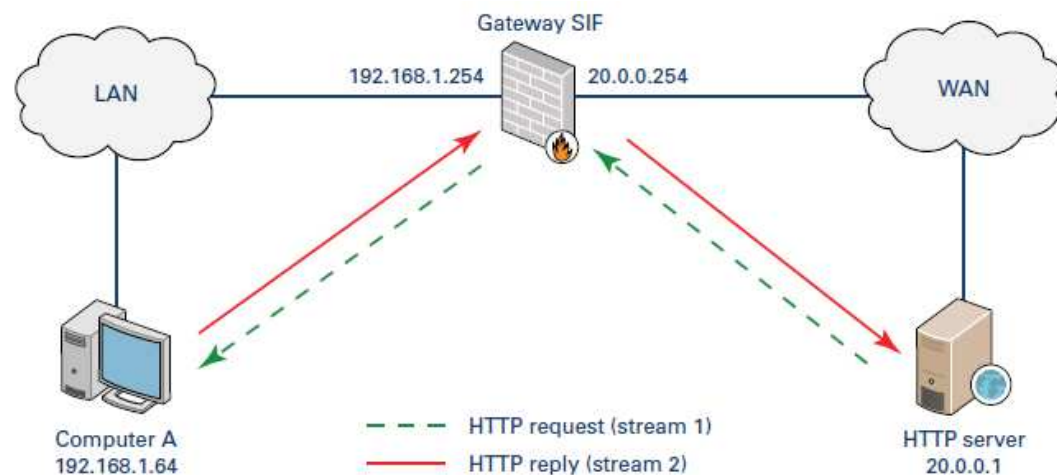 Gateway SIF
192.168.1.254
20.0.0.254
LAN
WAN
HTTP request (stream 1)
HTTP reply (stream 2)
Computer A
192.168.1.64
HTTP server
20.0.0.1